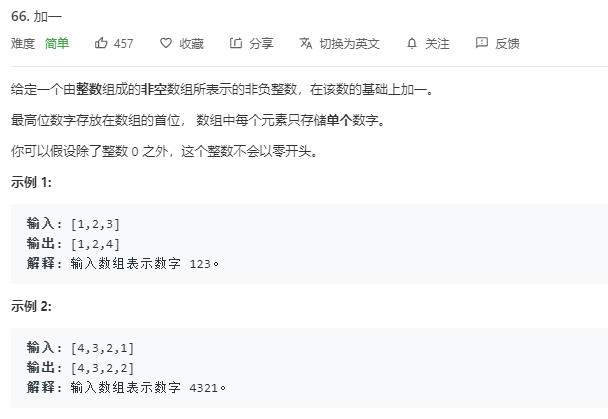 66. 加一
难度 简单 457 收藏 分享 切换为英文 关注 反馈
给定一个由整数组成的非空数组所表示的非负整数，在该数的基础上加一。
最高位数字存放在数组的首位， 数组中每个元素只存储单个数字。
你可以假设除了整数 0 之外，这个整数不会以零开头。
示例 1:
输入: [1,2,3]
输出: [1,2,4]
解释: 输入数组表示数字 123。
示例 2:
输入: [4,3,2,1]
输出: [4,3,2,2]
解释: 输入数组表示数字 4321。